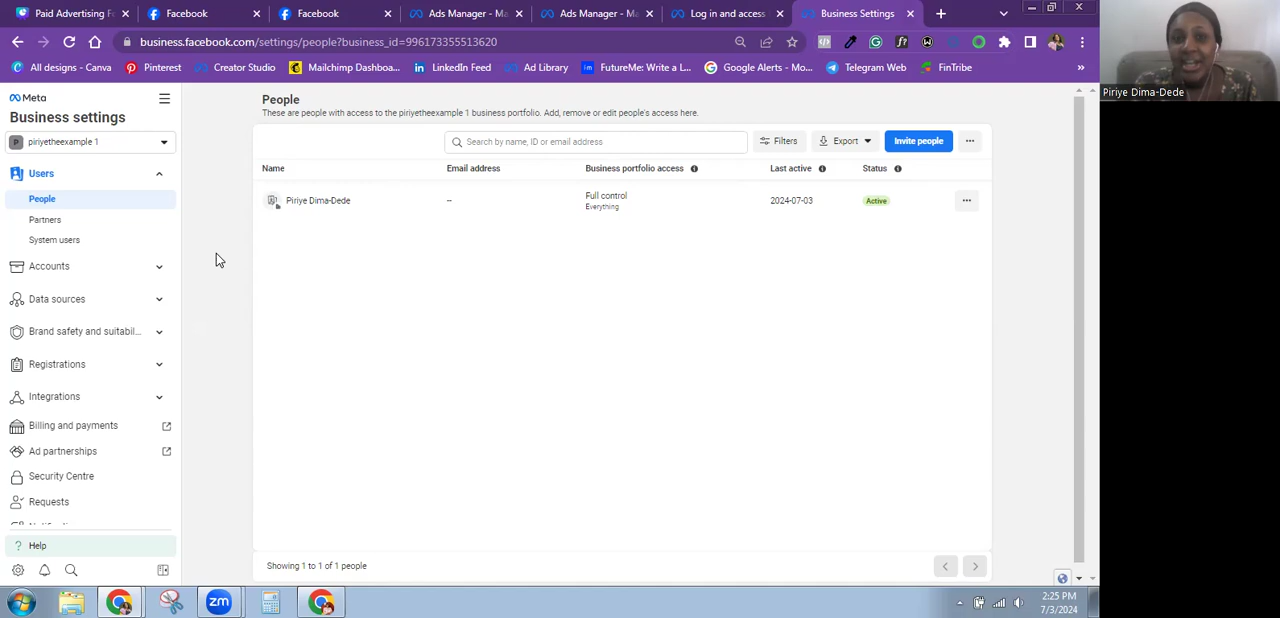 Paid Advertising Fo
Facebook
Facebook
Ads Manager - Ma
Ads Manager - Ma
Log in and access
Business Settings
business.facebook.com/settings/people?business_id=996173355513620
All designs - Canva
Pinterest
Creator Studio
Mailchimp Dashboa...
LinkedIn Feed
Ad Library
FutureMe: Write a L...
Google Alerts - Mo...
Telegram Web
FinTribe
Piriye Dima-Dede
Meta
Business settings
P piriyetheexample 1
Users
People
Partners
System users
Accounts
Data sources
Brand safety and suitabil...
Registrations
Integrations
Billing and payments
Ad partnerships
Security Centre
Requests
Help
People
These are people with access to the piriyetheexample 1 business portfolio. Add, remove or edit people's access here.
Search by name, ID or email address
Filters
Export
Invite people
Name
Email address
Business portfolio access
Last active
Status
Piriye Dima-Dede
--
Full control
Everything
2024-07-03
Active
Showing 1 to 1 of 1 people
zm
2:25 PM
7/3/2024